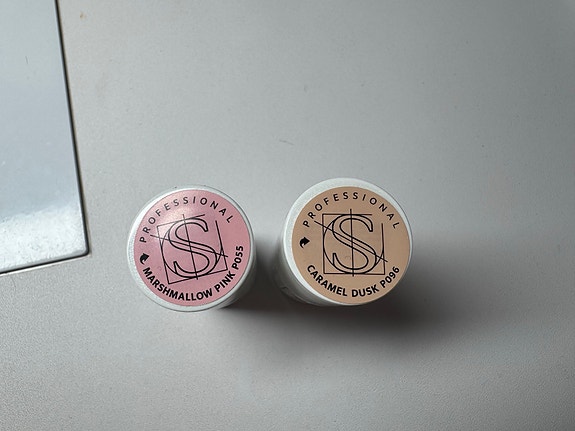 PROFESSIONAL
S
MARSHMALLOW PINK P055
PROFESSIONAL
S
CARAMEL DUSK P096